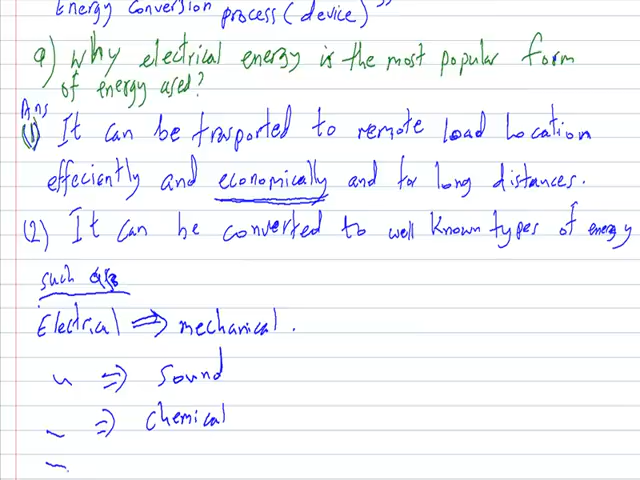 Energy Conversion process (device) "
Q) Why electrical energy is the most popular form
of energy used?
Ans
(1) It can be trasported to remote load location
effeciently and economically and for long distances.
(2) It can be converted to well known types of energy
such as
Electrical ⇒ mechanical.
" ⇒ Sound
~ ⇒ Chemical
~